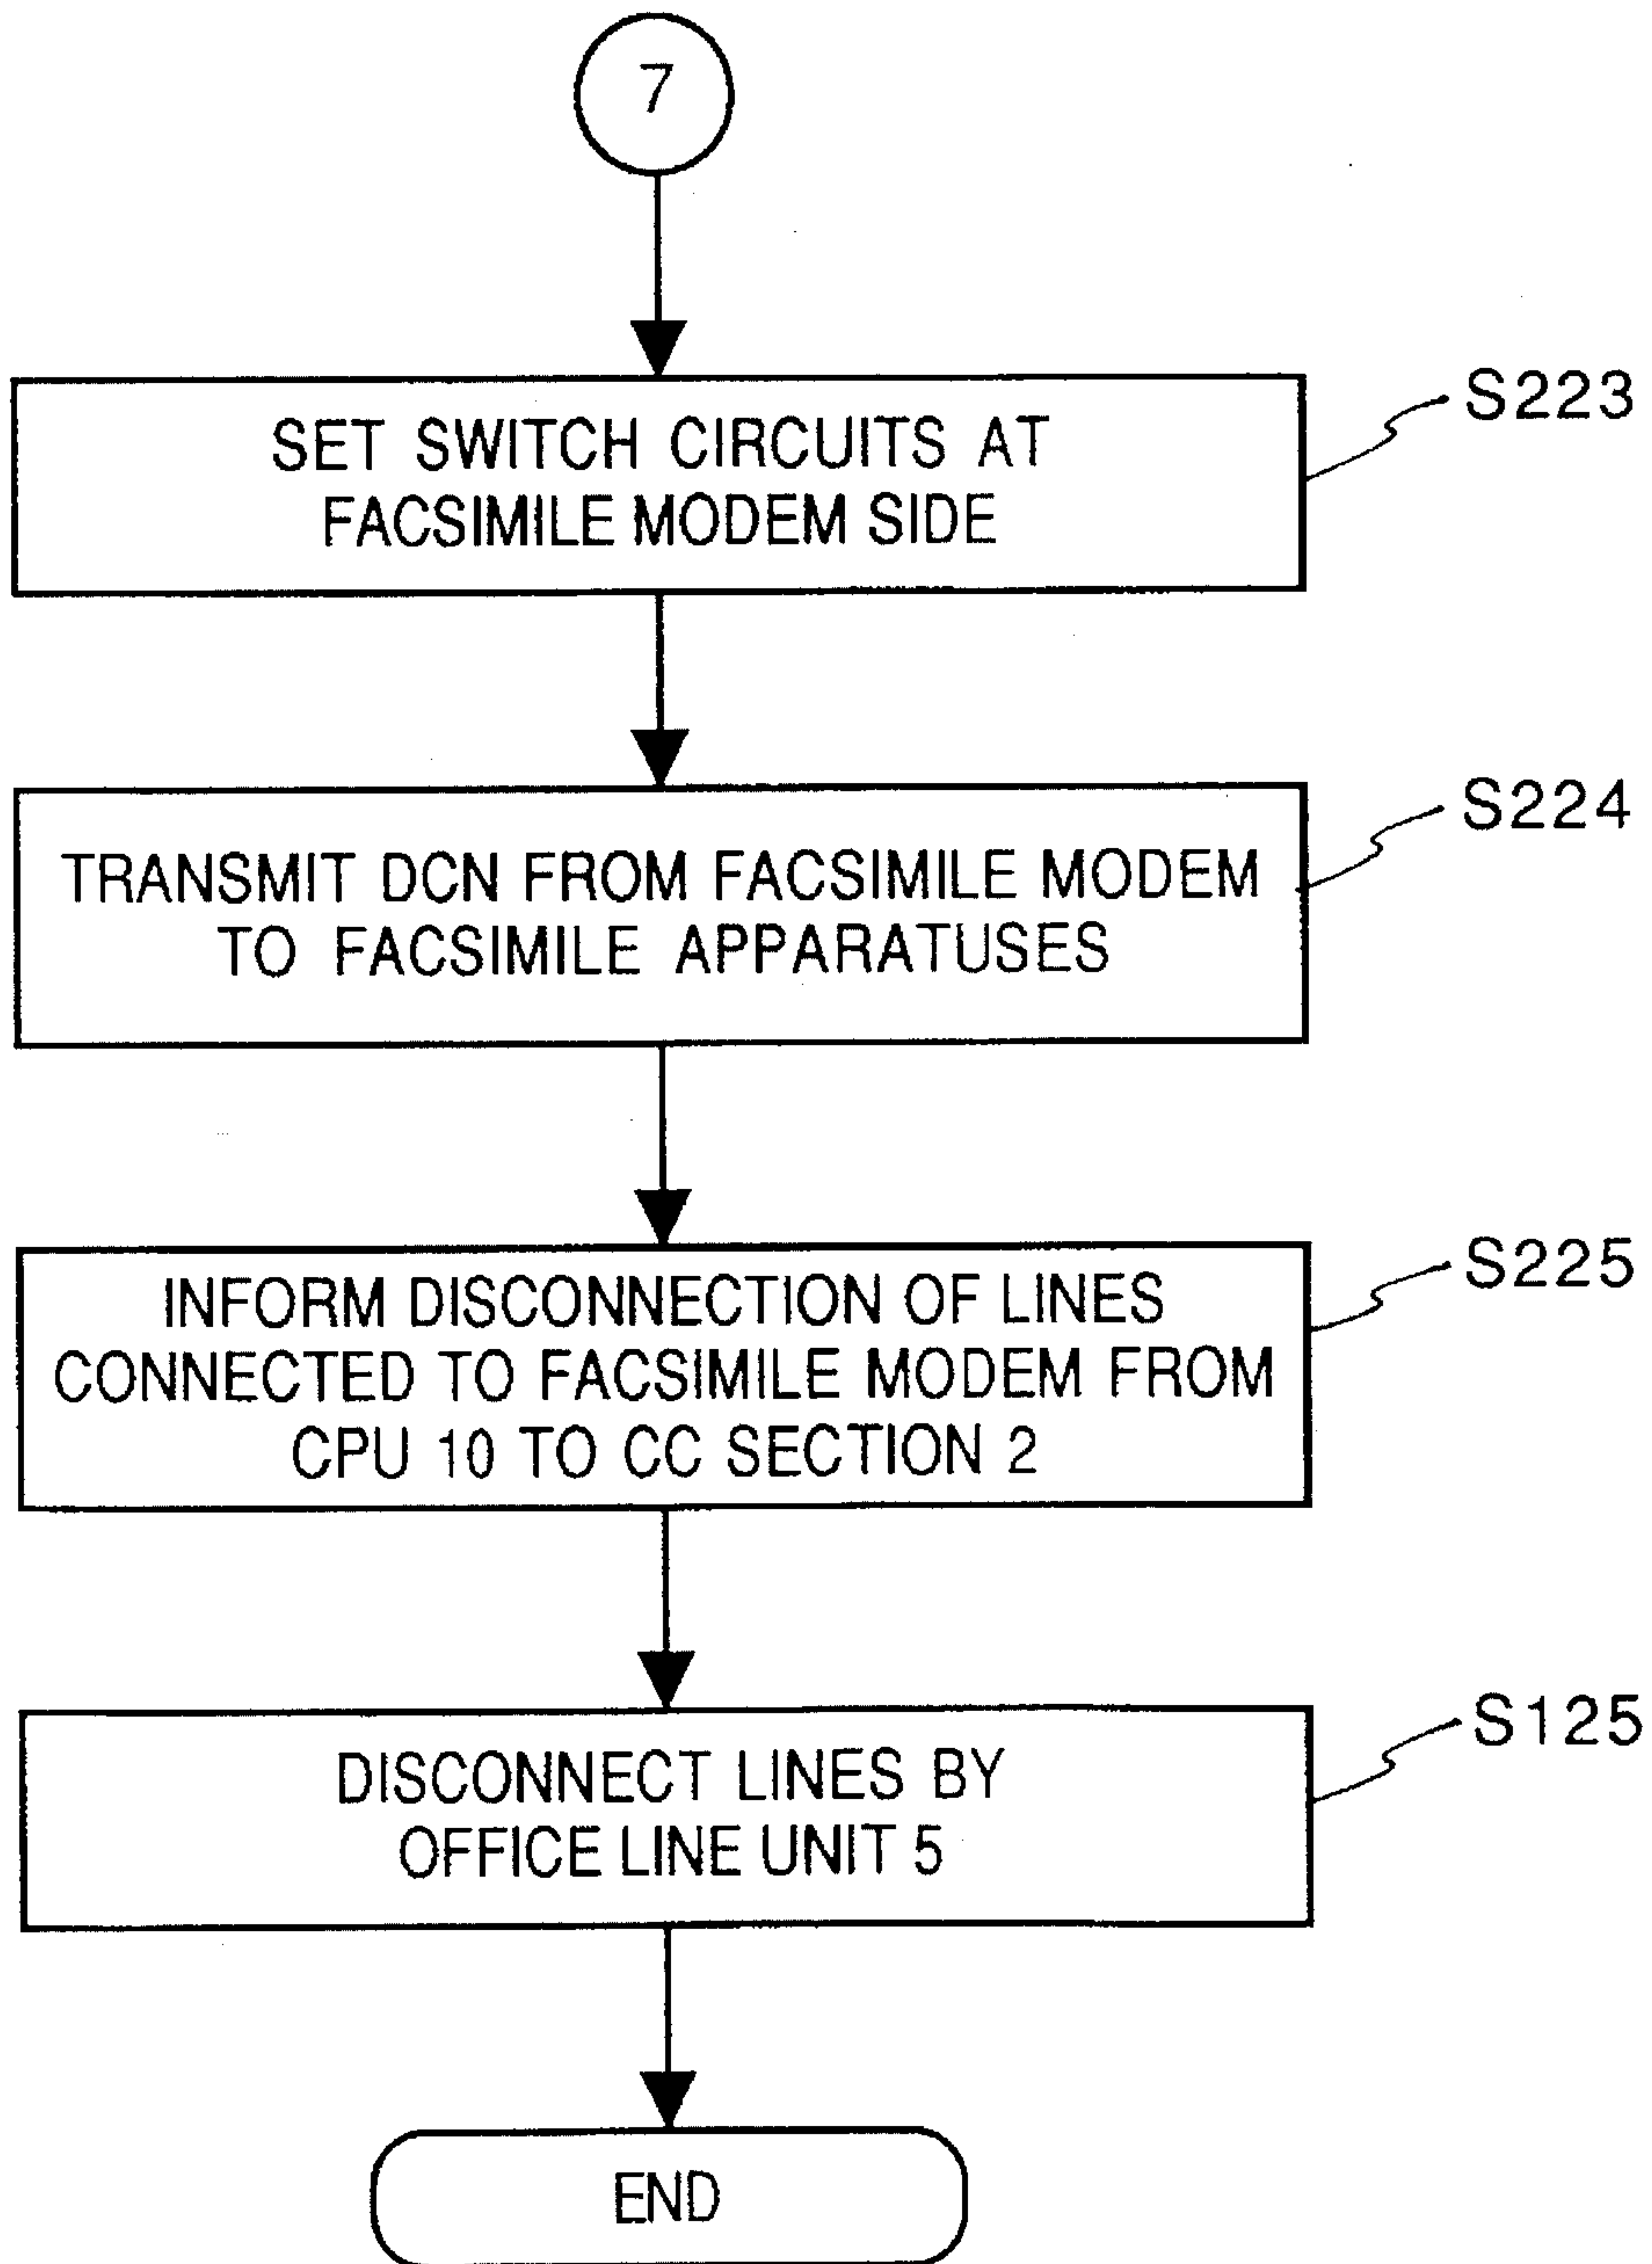 7
SET SWITCH CIRCUITS AT
FACSIMILE MODEM SIDE
S223
TRANSMIT DCN FROM FACSIMILE MODEM
TO FACSIMILE APPARATUSES
S224
INFORM DISCONNECTION OF LINES
CONNECTED TO FACSIMILE MODEM FROM
CPU 10 TO CC SECTION 2
S225
DISCONNECT LINES BY
OFFICE LINE UNIT 5
S125
END